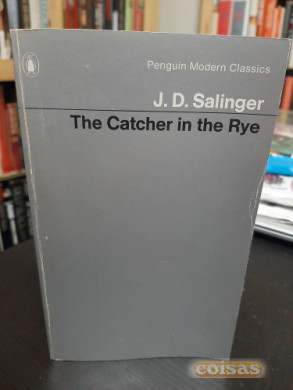 Penguin Modern Classics
J. D. Salinger
The Catcher in the Rye
coisas